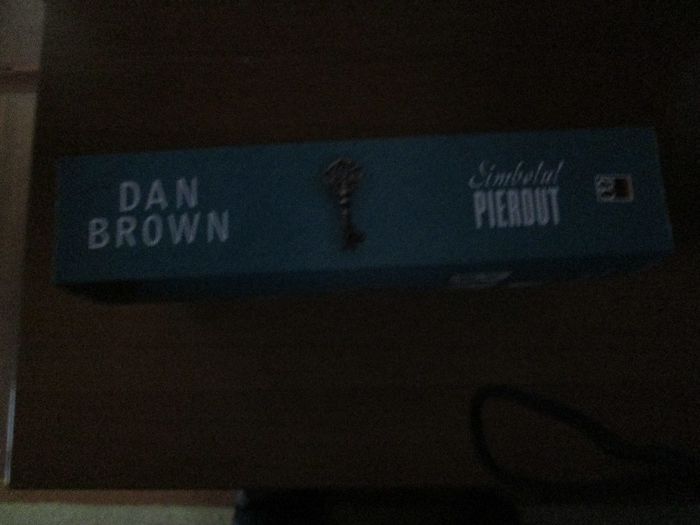 DAN
BROWN
Simbolul
PIERDUT